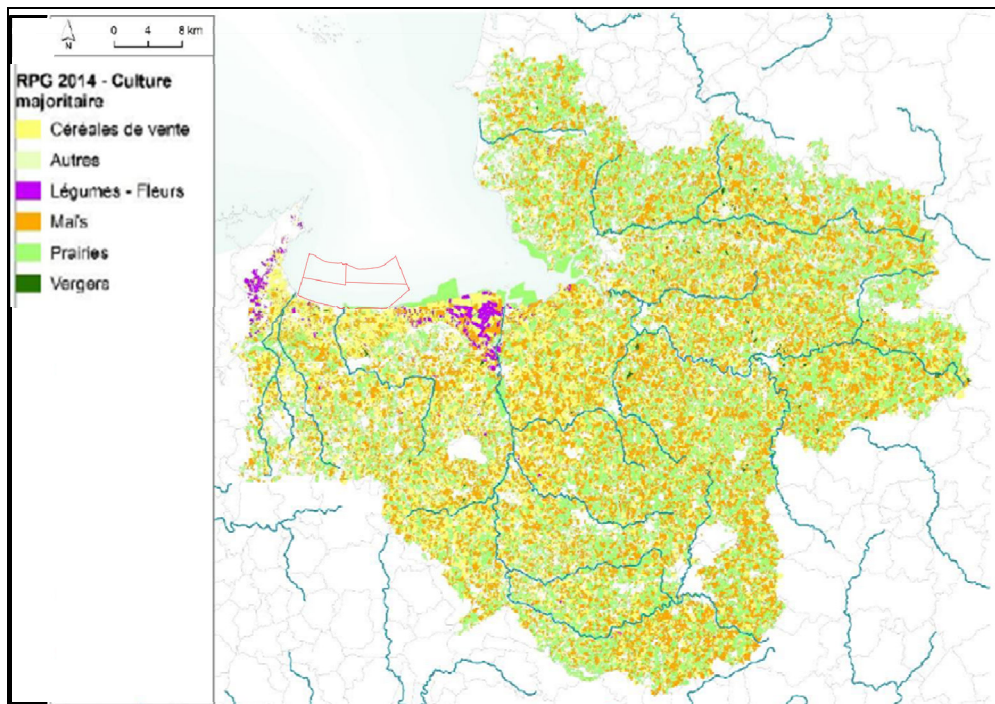 N
0 4 8 km
RPG 2014 - Culture
majoritaire
Céréales de vente
Autres
Légumes - Fleurs
Maïs
Prairies
Vergers